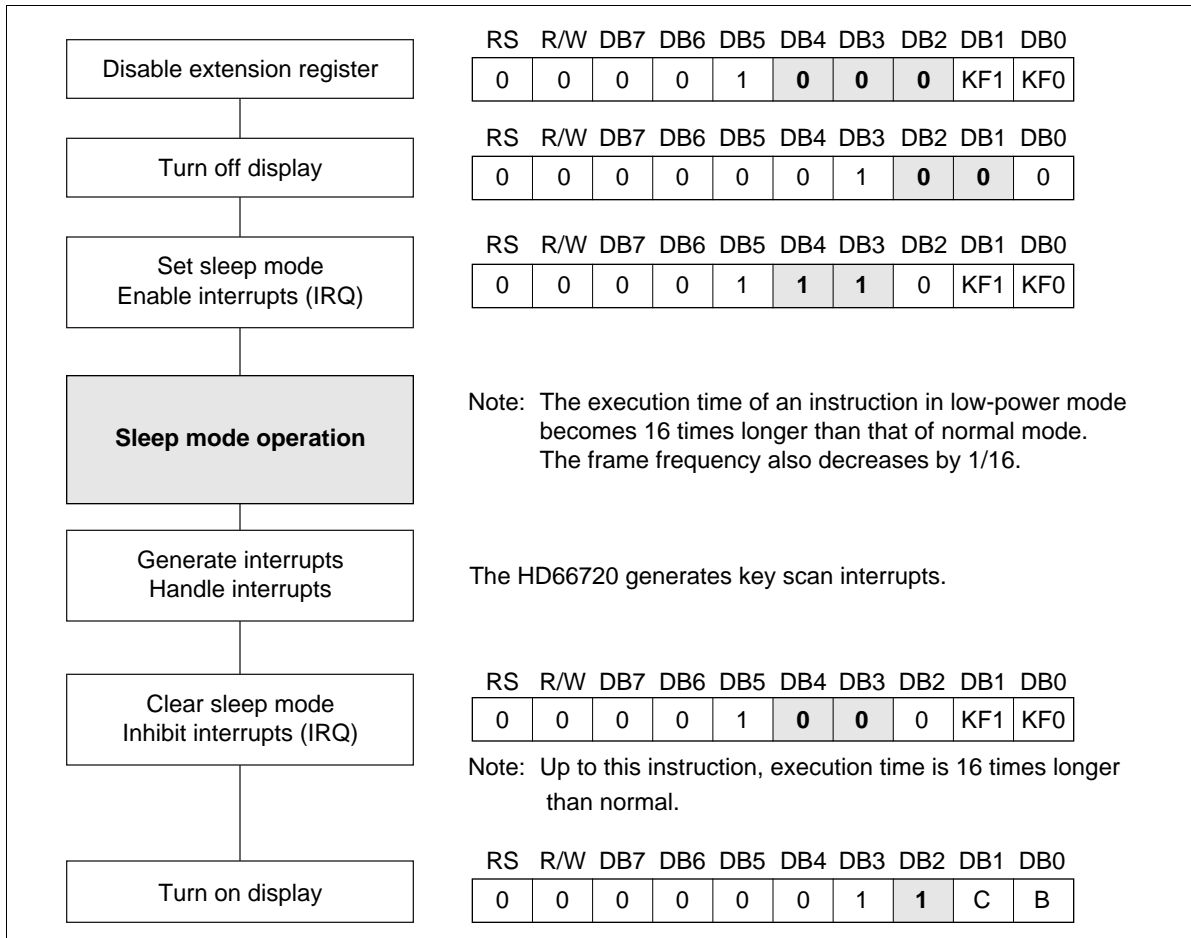 Disable extension register
RS R/W DB7 DB6 DB5 DB4 DB3 DB2 DB1 DB0
0 0 0 0 1 0 0 0 KF1 KF0
Turn off display
RS R/W DB7 DB6 DB5 DB4 DB3 DB2 DB1 DB0
0 0 0 0 0 0 1 0 0 0
Set sleep mode
Enable interrupts (IRQ)
RS R/W DB7 DB6 DB5 DB4 DB3 DB2 DB1 DB0
0 0 0 0 1 1 1 0 KF1 KF0
Sleep mode operation
Note: The execution time of an instruction in low-power mode
becomes 16 times longer than that of normal mode.
The frame frequency also decreases by 1/16.
Generate interrupts
Handle interrupts
The HD66720 generates key scan interrupts.
Clear sleep mode
Inhibit interrupts (IRQ)
RS R/W DB7 DB6 DB5 DB4 DB3 DB2 DB1 DB0
0 0 0 0 1 0 0 0 KF1 KF0
Note: Up to this instruction, execution time is 16 times longer
than normal.
Turn on display
RS R/W DB7 DB6 DB5 DB4 DB3 DB2 DB1 DB0
0 0 0 0 0 0 1 1 C B